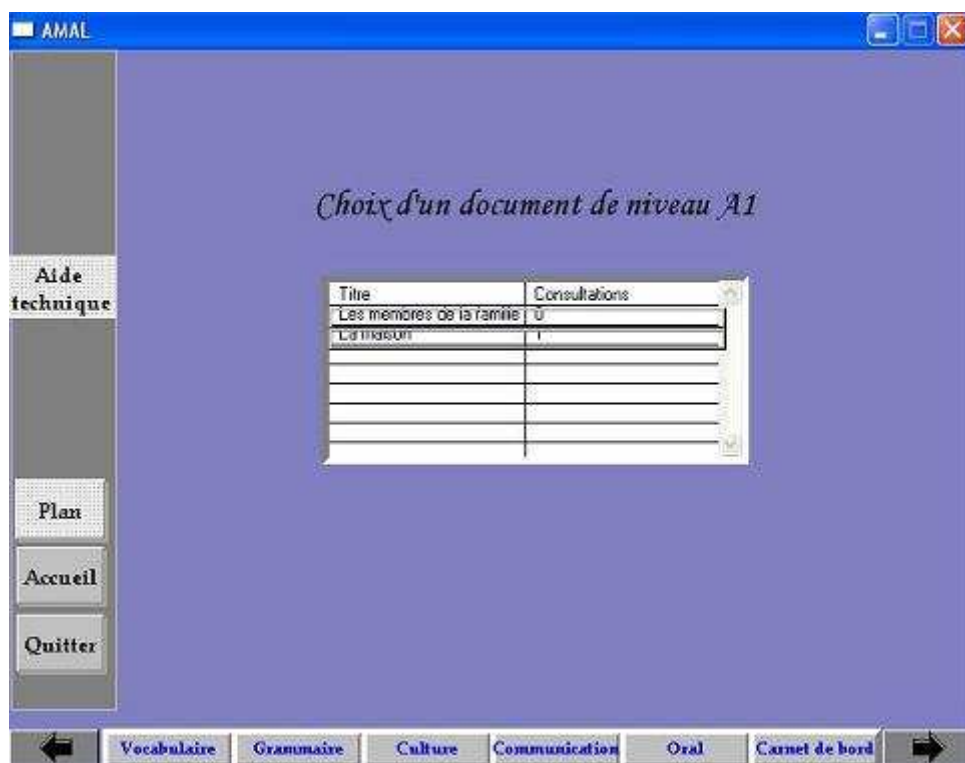 AMAL
Choix d'un document de niveau A1
Aide
technique
Titre Consultations
Les membres de la famille 0
La maison 1
Plan
Accueil
Quitter
Vocabulaire Grammaire Culture Communication Oral Carnet de bord